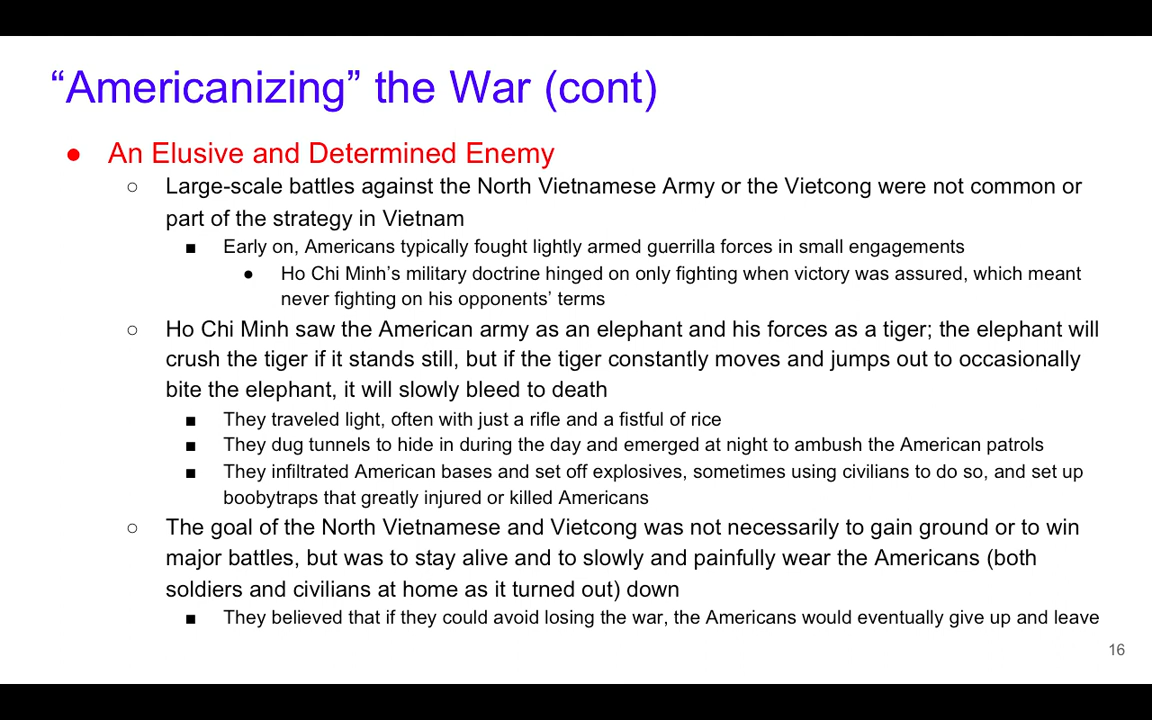 “Americanizing” the War (cont)
● An Elusive and Determined Enemy
○ Large-scale battles against the North Vietnamese Army or the Vietcong were not common or
part of the strategy in Vietnam
■ Early on, Americans typically fought lightly armed guerrilla forces in small engagements
● Ho Chi Minh’s military doctrine hinged on only fighting when victory was assured, which meant
never fighting on his opponents’ terms
○ Ho Chi Minh saw the American army as an elephant and his forces as a tiger; the elephant will
crush the tiger if it stands still, but if the tiger constantly moves and jumps out to occasionally
bite the elephant, it will slowly bleed to death
■ They traveled light, often with just a rifle and a fistful of rice
■ They dug tunnels to hide in during the day and emerged at night to ambush the American patrols
■ They infiltrated American bases and set off explosives, sometimes using civilians to do so, and set up
boobytraps that greatly injured or killed Americans
○ The goal of the North Vietnamese and Vietcong was not necessarily to gain ground or to win
major battles, but was to stay alive and to slowly and painfully wear the Americans (both
soldiers and civilians at home as it turned out) down
■ They believed that if they could avoid losing the war, the Americans would eventually give up and leave
16